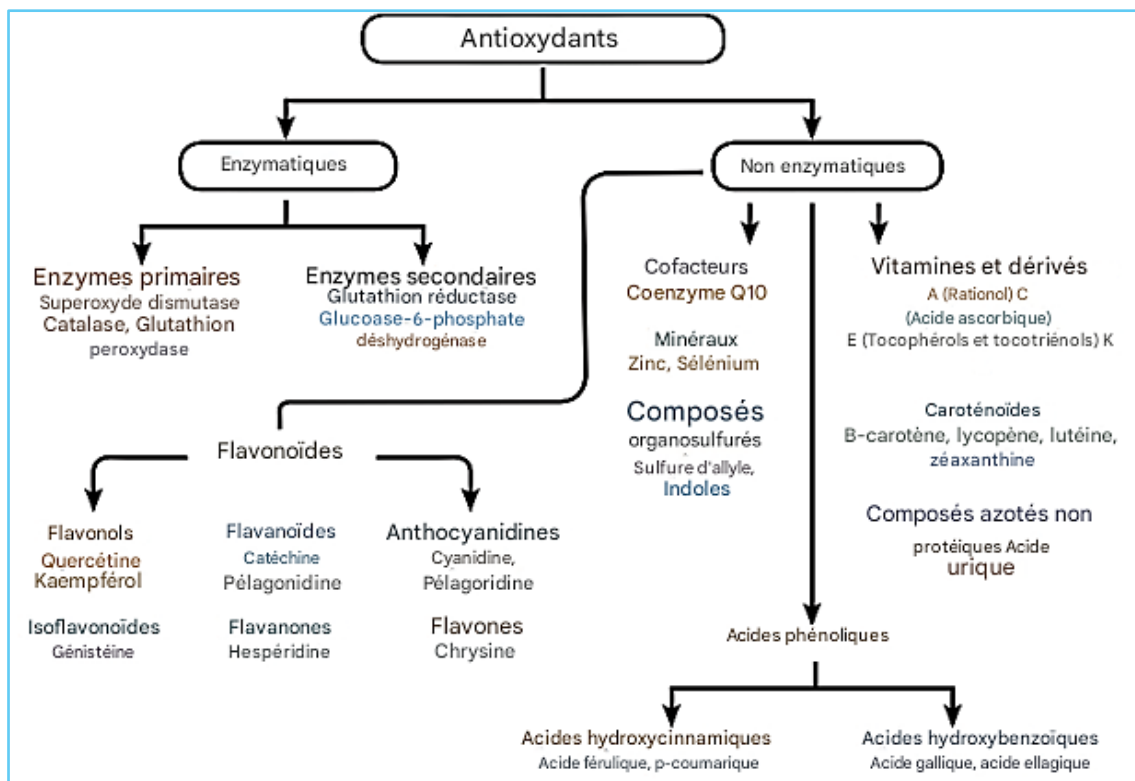 Antioxydants
Enzymatiques
Non enzymatiques
Enzymes primaires
Superoxyde dismutase
Catalase, Glutathion
peroxydase
Enzymes secondaires
Glutathion réductase
Glucoase-6-phosphate
déshydrogénase
Cofacteurs
Coenzyme Q10
Minéraux
Zinc, Sélénium
Composés
organosulfurés
Sulfure d'allyle,
Indoles
Vitamines et dérivés
A (Rationol) C
(Acide ascorbique)
E (Tocophérols et tocotriénols) K
Caroténoïdes
B-carotène, lycopène, lutéine,
zéaxanthine
Composés azotés non
protéiques Acide
urique
Flavonoïdes
Flavonols
Quercétine
Kaempférol
Flavanoïdes
Catéchine
Pélagonidine
Anthocyanidines
Cyanidine,
Pélagoridine
Isoflavonoïdes
Génistéine
Flavanones
Hespéridine
Flavones
Chrysine
Acides phénoliques
Acides hydroxycinnamiques
Acide férulique, p-coumarique
Acides hydroxybenzoïques
Acide gallique, acide ellagique